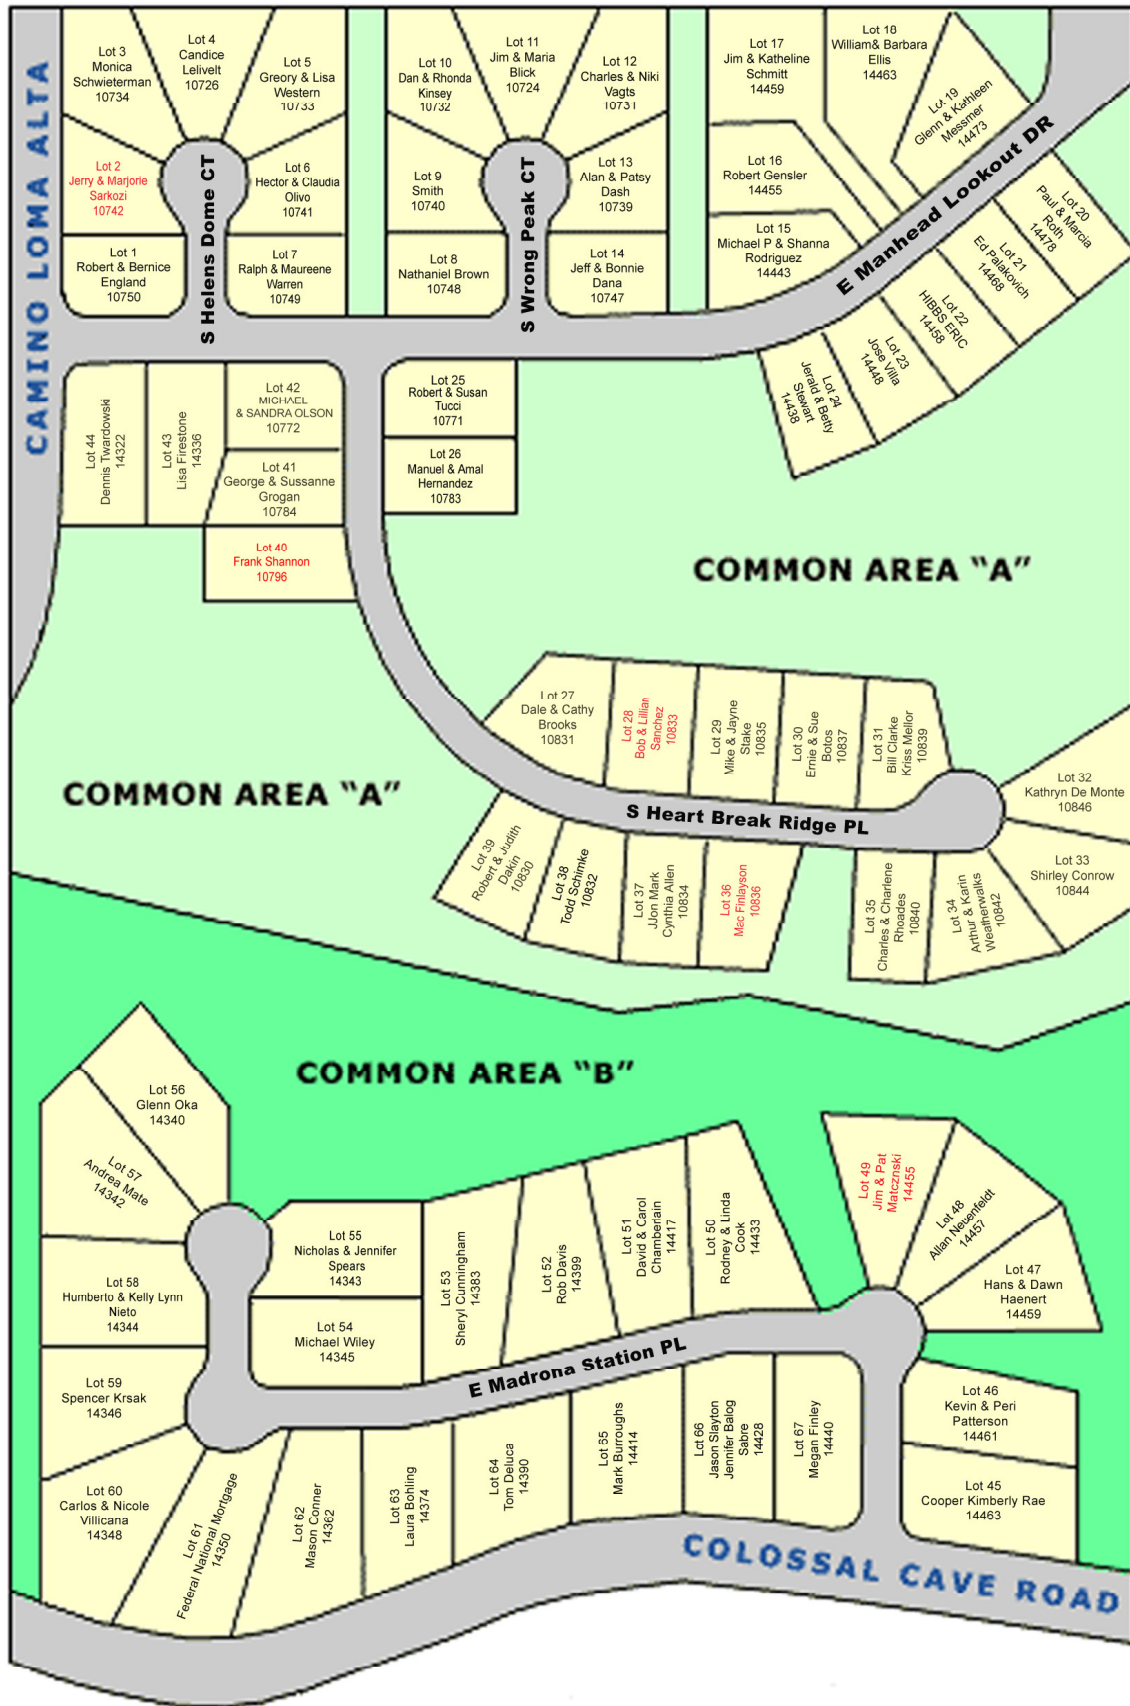 CAMINO LOMA ALTA
Lot 3
Monica
Schwieterman
10734
Lot 4
Candice
Lelivelt
10726
Lot 5
Greory & Lisa
Western
10733
Lot 2
Jerry & Marjorie
Sarkozi
10742
Lot 6
Hector & Claudia
Olivo
10741
Lot 1
Robert & Bernice
England
10750
Lot 7
Ralph & Maureene
Warren
10749
S Helens Dome CT
Lot 10
Dan & Rhonda
Kinsey
10732
Lot 11
Jim & Maria
Blick
10724
Lot 12
Charles & Niki
Vagts
10731
Lot 9
Smith
10740
Lot 13
Alan & Patsy
Dash
10739
Lot 8
Nathaniel Brown
10748
Lot 14
Jeff & Bonnie
Dana
10747
S Wrong Peak CT
Lot 17
Jim & Katheline
Schmitt
14459
Lot 18
William& Barbara
Ellis
14463
Lot 19
Glenn & Kathleen
Messmer
14473
Lot 16
Robert Gensler
14455
Lot 15
Michael P & Shanna
Rodriguez
14443
E Manhead Lookout DR
Lot 20
Paul & Marcia
Roth
14478
Lot 21
Ed Palakovich
14468
Lot 22
HIBBS ERIC
14458
Lot 23
Jose Villa
14448
Lot 24
Jerald & Betty
Stewart
14438
Lot 44
Dennis Twardowski
14322
Lot 43
Lisa Firestone
14336
Lot 42
MICHAEL
& SANDRA OLSON
10772
Lot 41
George & Sussanne
Grogan
10784
Lot 40
Frank Shannon
10796
Lot 25
Robert & Susan
Tucci
10771
Lot 26
Manuel & Amal
Hernandez
10783
COMMON AREA "A"
Lot 27
Dale & Cathy
Brooks
10831
Lot 28
Bob & Lillian
Sanchez
10833
Lot 29
Mike & Jayne
Stake
10835
Lot 30
Ernie & Sue
Botos
10837
Lot 31
Bill Clarke
Kriss Mellor
10839
Lot 32
Kathryn De Monte
10846
COMMON AREA "A"
S Heart Break Ridge PL
Lot 39
Robert & Judith
Dakin
10830
Lot 38
Todd Schimke
10832
Lot 37
JJon Mark
Cynthia Allen
10834
Lot 36
Mac Finlayson
10836
Lot 35
Charles & Charlene
Rhoades
10840
Lot 34
Arthur & Karin
Weatherwalks
10842
Lot 33
Shirley Conrow
10844
COMMON AREA "B"
Lot 56
Glenn Oka
14340
Lot 57
Andrea Mate
14342
Lot 58
Humberto & Kelly Lynn
Nieto
14344
Lot 55
Nicholas & Jennifer
Spears
14343
Lot 54
Michael Wiley
14345
Lot 53
Sheryl Cunningham
14383
Lot 52
Rob Davis
14399
Lot 51
David & Carol
Chamberlain
14417
Lot 50
Rodney & Linda
Cook
14433
Lot 49
Jim & Pat
Matcznski
14455
Lot 48
Allan Neuenfeldt
14457
Lot 47
Hans & Dawn
Haenert
14459
E Madrona Station PL
Lot 59
Spencer Krsak
14346
Lot 60
Carlos & Nicole
Villicana
14348
Lot 61
Federal National Mortgage
14350
Lot 62
Mason Conner
14362
Lot 63
Laura Bohling
14374
Lot 64
Tom Deluca
14390
Lot 65
Mark Burroughs
14414
Lot 66
Jason Slayton
Jennifer Balog
Sabre
14428
Lot 67
Megan Finley
14440
Lot 46
Kevin & Peri
Patterson
14461
Lot 45
Cooper Kimberly Rae
14463
COLOSSAL CAVE ROAD